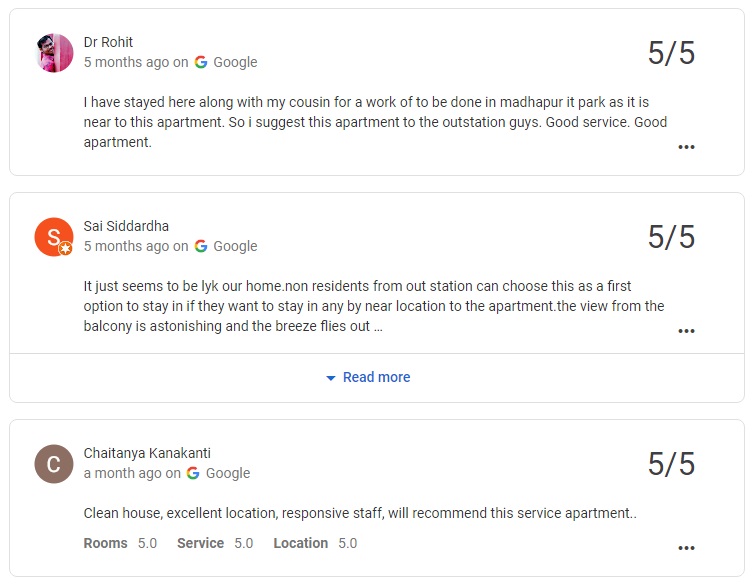 Dr Rohit
5/5
5 months ago on Google
I have stayed here along with my cousin for a work of to be done in madhapur it park as it is
near to this apartment. So i suggest this apartment to the outstation guys. Good service. Good
apartment.
S
Sai Siddardha
5/5
5 months ago on Google
It just seems to be lyk our home.non residents from out station can choose this as a first
option to stay in if they want to stay in any by near location to the apartment.the view from the
balcony is astonishing and the breeze flies out ...
Read more
C
Chaitanya Kanakanti
5/5
a month ago on Google
Clean house, excellent location, responsive staff, will recommend this service apartment..
Rooms 5.0 Service 5.0 Location 5.0